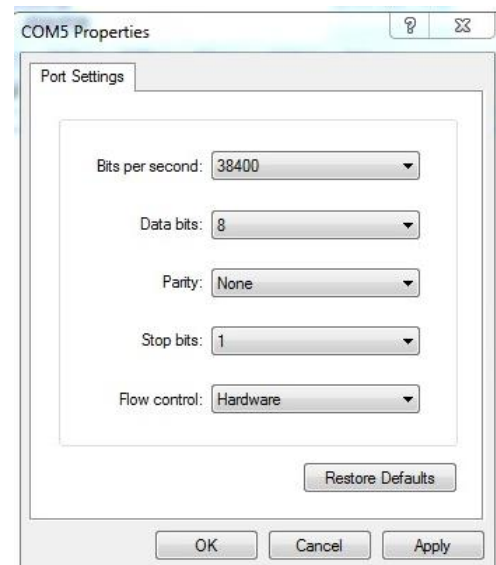 COM5 Properties
Port Settings
Bits per second: 38400
Data bits: 8
Parity: None
Stop bits: 1
Flow control: Hardware
Restore Defaults
OK Cancel Apply